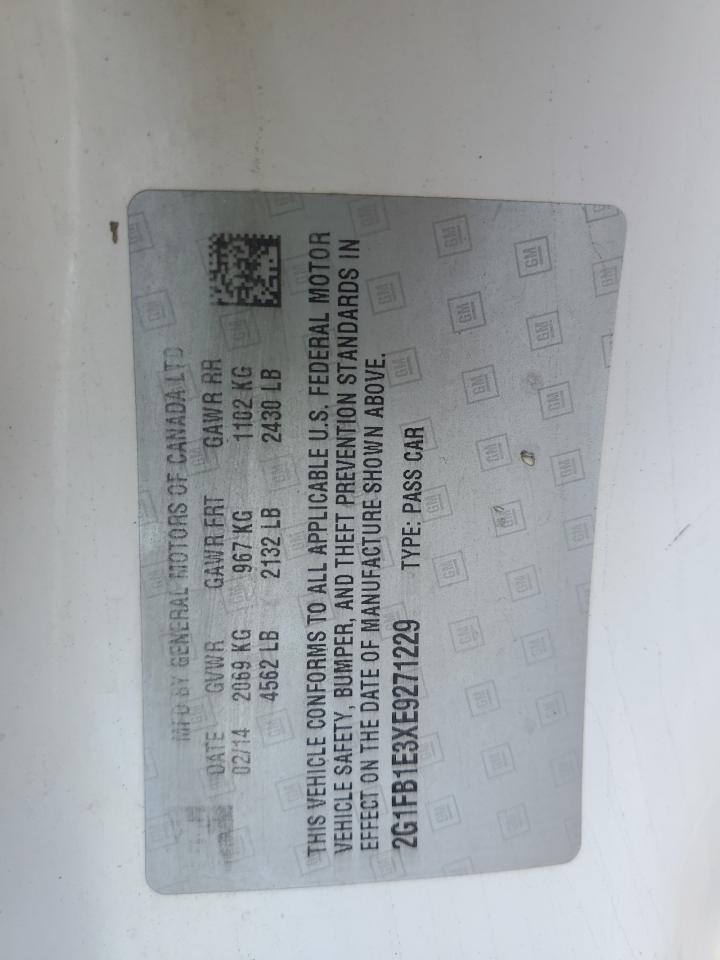 MFD BY GENERAL MOTORS OF CANADA LTD
DATE GVWR GAWR FRT GAWR RR
02/14 2069 KG 967 KG 1102 KG
4562 LB 2132 LB 2430 LB
THIS VEHICLE CONFORMS TO ALL APPLICABLE U.S. FEDERAL MOTOR
VEHICLE SAFETY, BUMPER, AND THEFT PREVENTION STANDARDS IN
EFFECT ON THE DATE OF MANUFACTURE SHOWN ABOVE.
2G1FB1E3XE9271229 TYPE: PASS CAR